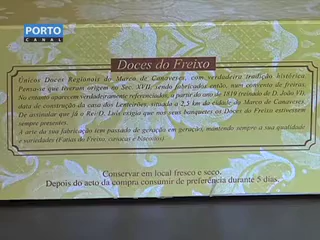 PORTO
CANAL
Doces do Freixo
Únicos Doces Regionais do Marco de Canaveses, com verdadeira tradição histórica
Pensa-se que tiveram origem no Sec. XVII, sendo fabricados então, num convento de freiras.
No entanto aparecem verdadeiramente referenciados, a partir do ano de 1819 (reinado de D. João VI),
data de construção da casa dos Lenteirões, situada a 2,5 km da cidade do Marco de Canaveses.
De assinalar que Já o Rei D. Luís exigia que nos seus banquetes os Doces do Freixo estivessem
sempre presentes.
A arte da sua fabricação tem passado de geração em geração, mantendo sempre a sua qualidade
e variedades (Fatias do Freixo, cavacas e biscoitos).
Conservar em local fresco e seco.
Depois do acto da compra consumir de preferência durante 5 dias.